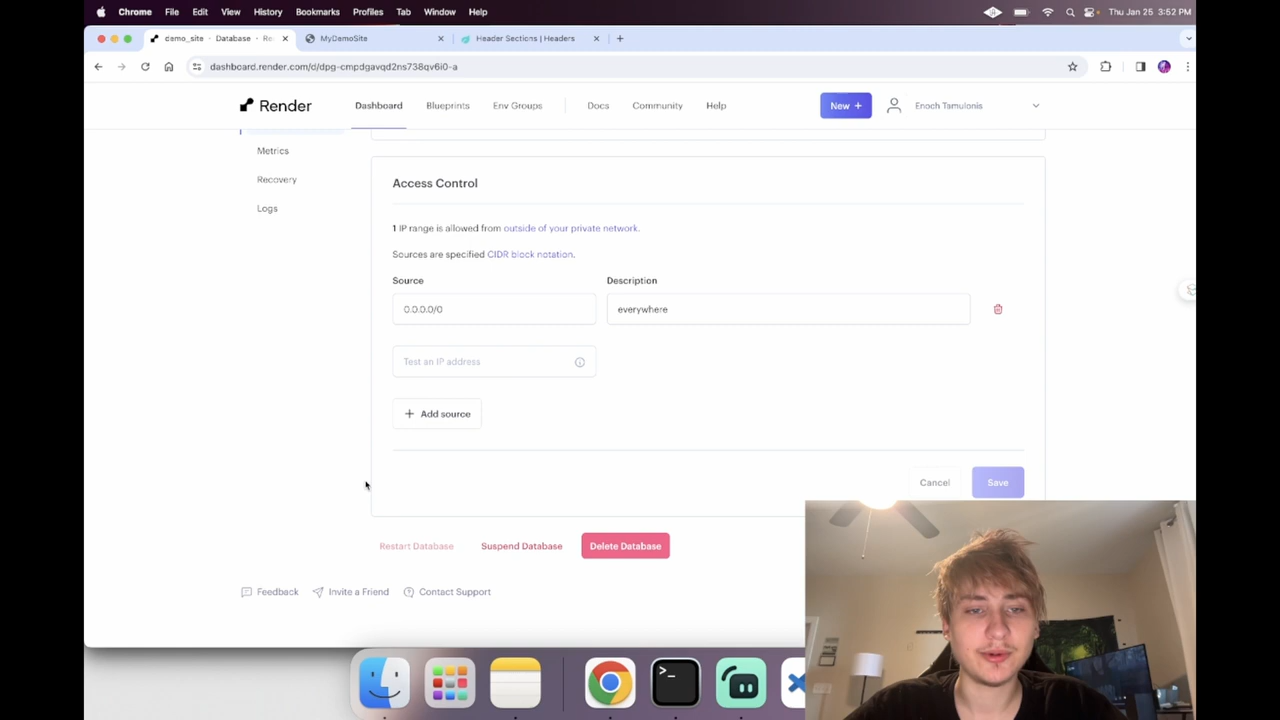 Chrome File Edit View History Bookmarks Profiles Tab Window Help Thu Jan 25 3:52 PM
demo_site · Database · Re
MyDemoSite
Header Sections | Headers
dashboard.render.com/d/dpg-cmpdgavqd2ns738qv6i0-a
Render Dashboard Blueprints Env Groups Docs Community Help New + Enoch Tamulonis
Metrics
Recovery
Logs
Access Control
1 IP range is allowed from outside of your private network.
Sources are specified CIDR block notation.
Source Description
0.0.0.0/0 everywhere
Test an IP address
+ Add source
Cancel Save
Restart Database Suspend Database Delete Database
Feedback Invite a Friend Contact Support